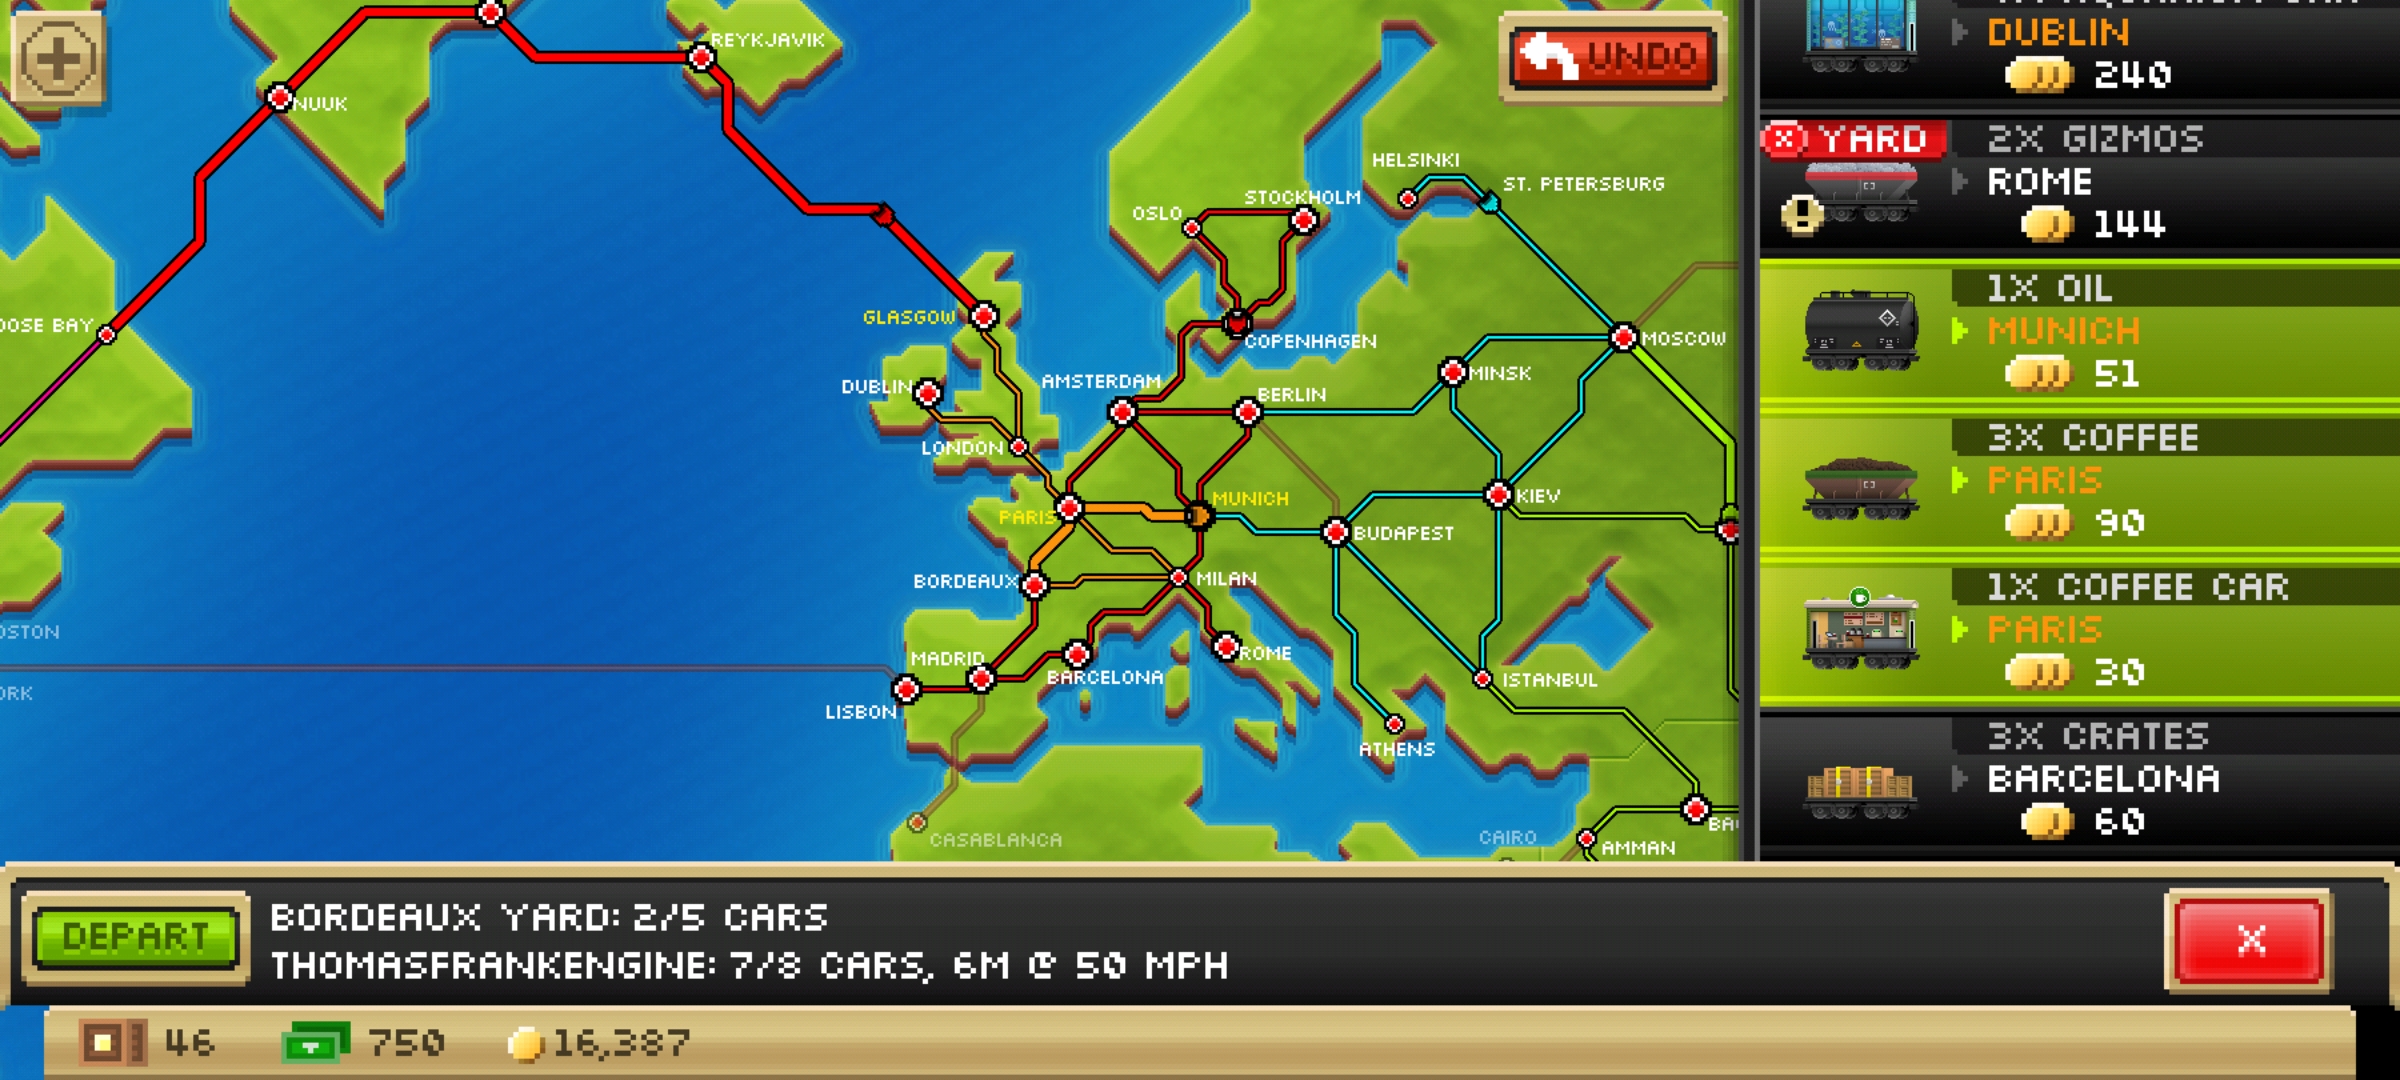 REYKJAVIK
NUUK
OOSE BAY
OSTON
ORK
GLASGOW
DUBLIN
LONDON
PARIS
BORDEAUX
MADRID
LISBON
BARCELONA
CASABLANCA
OSLO
STOCKHOLM
HELSINKI
ST. PETERSBURG
COPENHAGEN
AMSTERDAM
BERLIN
MINSK
MOSCOW
MUNICH
BUDAPEST
KIEV
MILAN
ROME
ISTANBUL
ATHENS
CAIRO
AMMAN
BA
UNDO
DUBLIN
240
YARD
2X GIZMOS
ROME
144
1X OIL
MUNICH
51
3X COFFEE
PARIS
90
1X COFFEE CAR
PARIS
30
3X CRATES
BARCELONA
60
DEPART
BORDEAUX YARD: 2/5 CARS
THOMASFRANKENGINE: 7/8 CARS, 6M @ 50 MPH
X
46
750
16,387